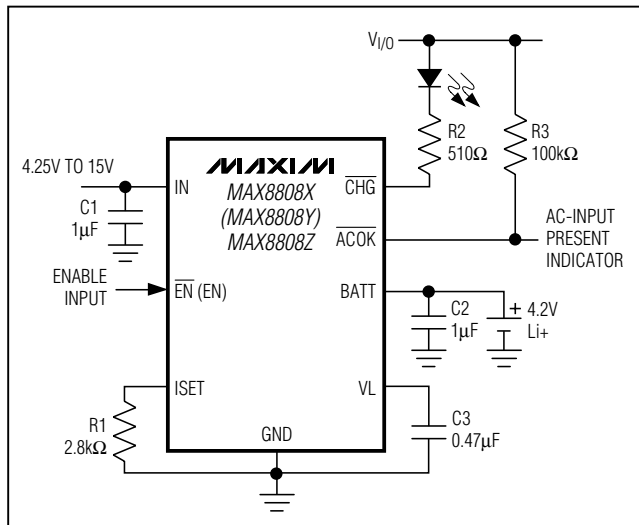 V_I/O
R2
510Ω
R3
100kΩ
4.25V TO 15V
C1
1µF
IN
MAXIM
MAX8808X
(MAX8808Y)
MAX8808Z
CHG
ACOK
AC-INPUT
PRESENT
INDICATOR
ENABLE
INPUT
EN (EN)
BATT
C2
1µF
+ 4.2V
Li+
ISET
VL
R1
2.8kΩ
GND
C3
0.47µF